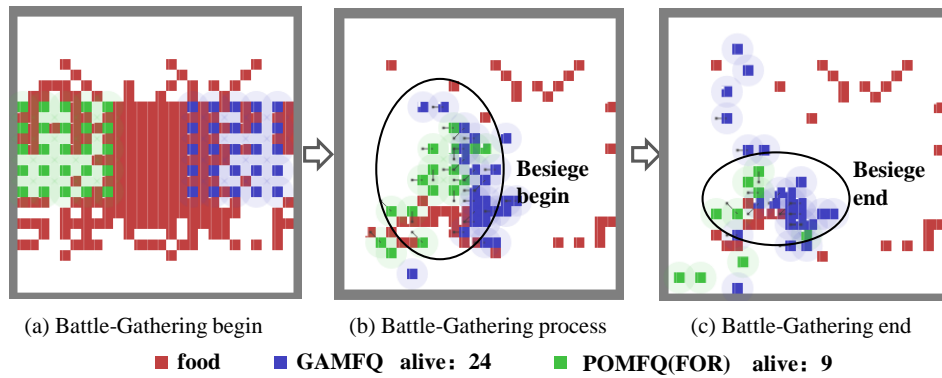 Besiege
begin
Besiege
end
(a) Battle-Gathering begin
(b) Battle-Gathering process
(c) Battle-Gathering end
food GAMFQ alive: 24 POMFQ(FOR) alive: 9